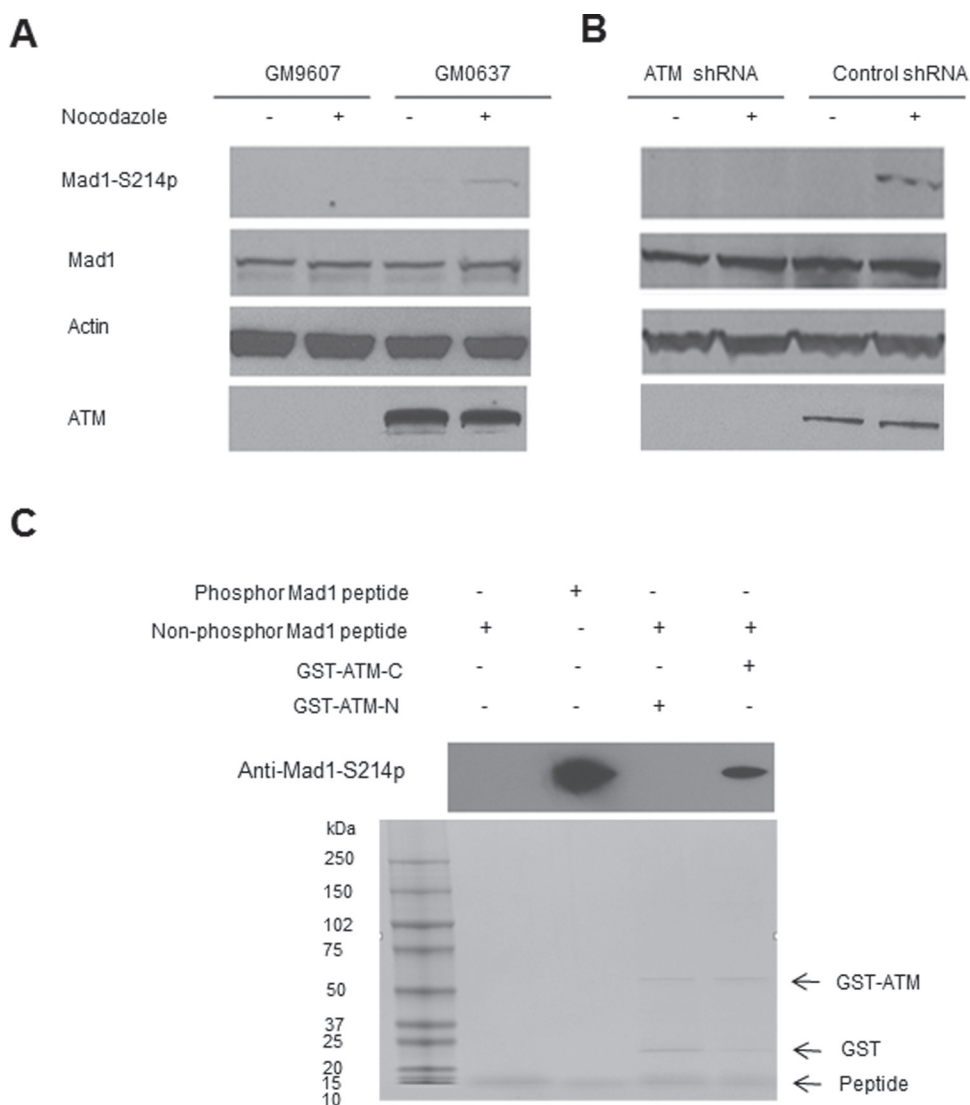 A
B
GM9607 GM0637
ATM shRNA Control shRNA
Nocodazole - + - +
- + - +
Mad1-S214p
Mad1
Actin
ATM
C
Phosphor Mad1 peptide - + - -
Non-phosphor Mad1 peptide + - + +
GST-ATM-C - - - +
GST-ATM-N - - + -
Anti-Mad1-S214p
kDa
250
150
102
75
50
37
25
20
15
10
GST-ATM
GST
Peptide